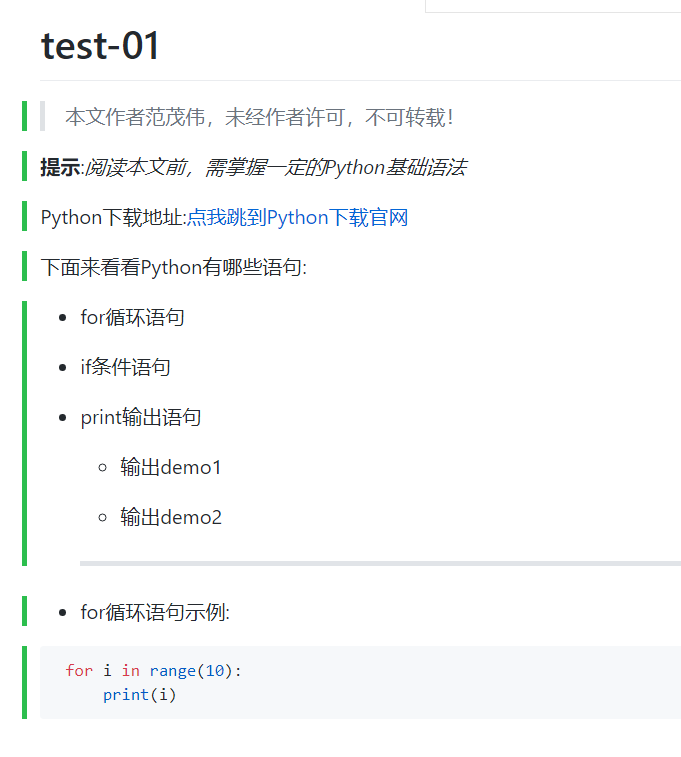 test-01
本文作者范茂伟，未经作者许可，不可转载！
提示:阅读本文前，需掌握一定的Python基础语法
Python下载地址:点我跳到Python下载官网
下面来看看Python有哪些语句:
for循环语句
if条件语句
print输出语句
输出demo1
输出demo2
for循环语句示例:
for i in range(10):
    print(i)